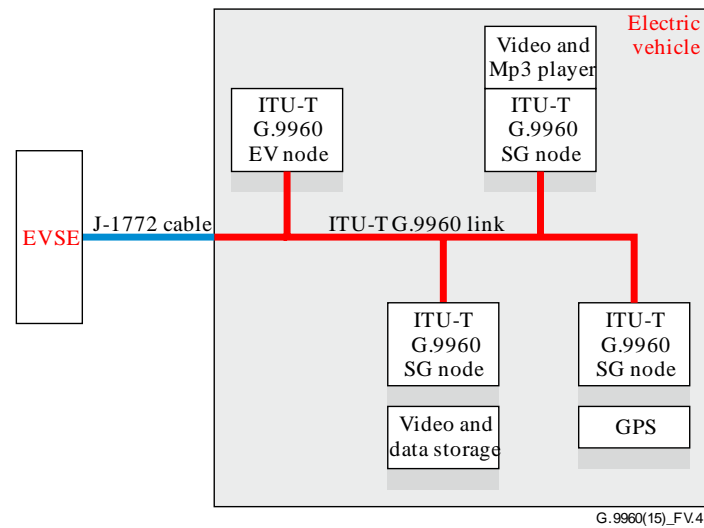 Electric
vehicle
Video and
Mp3 player
ITU-T
G.9960
EV node
ITU-T
G.9960
SG node
EVSE
J-1772 cable
ITU-T G.9960 link
ITU-T
G.9960
SG node
ITU-T
G.9960
SG node
Video and
data storage
GPS
G.9960(15)_FV.4